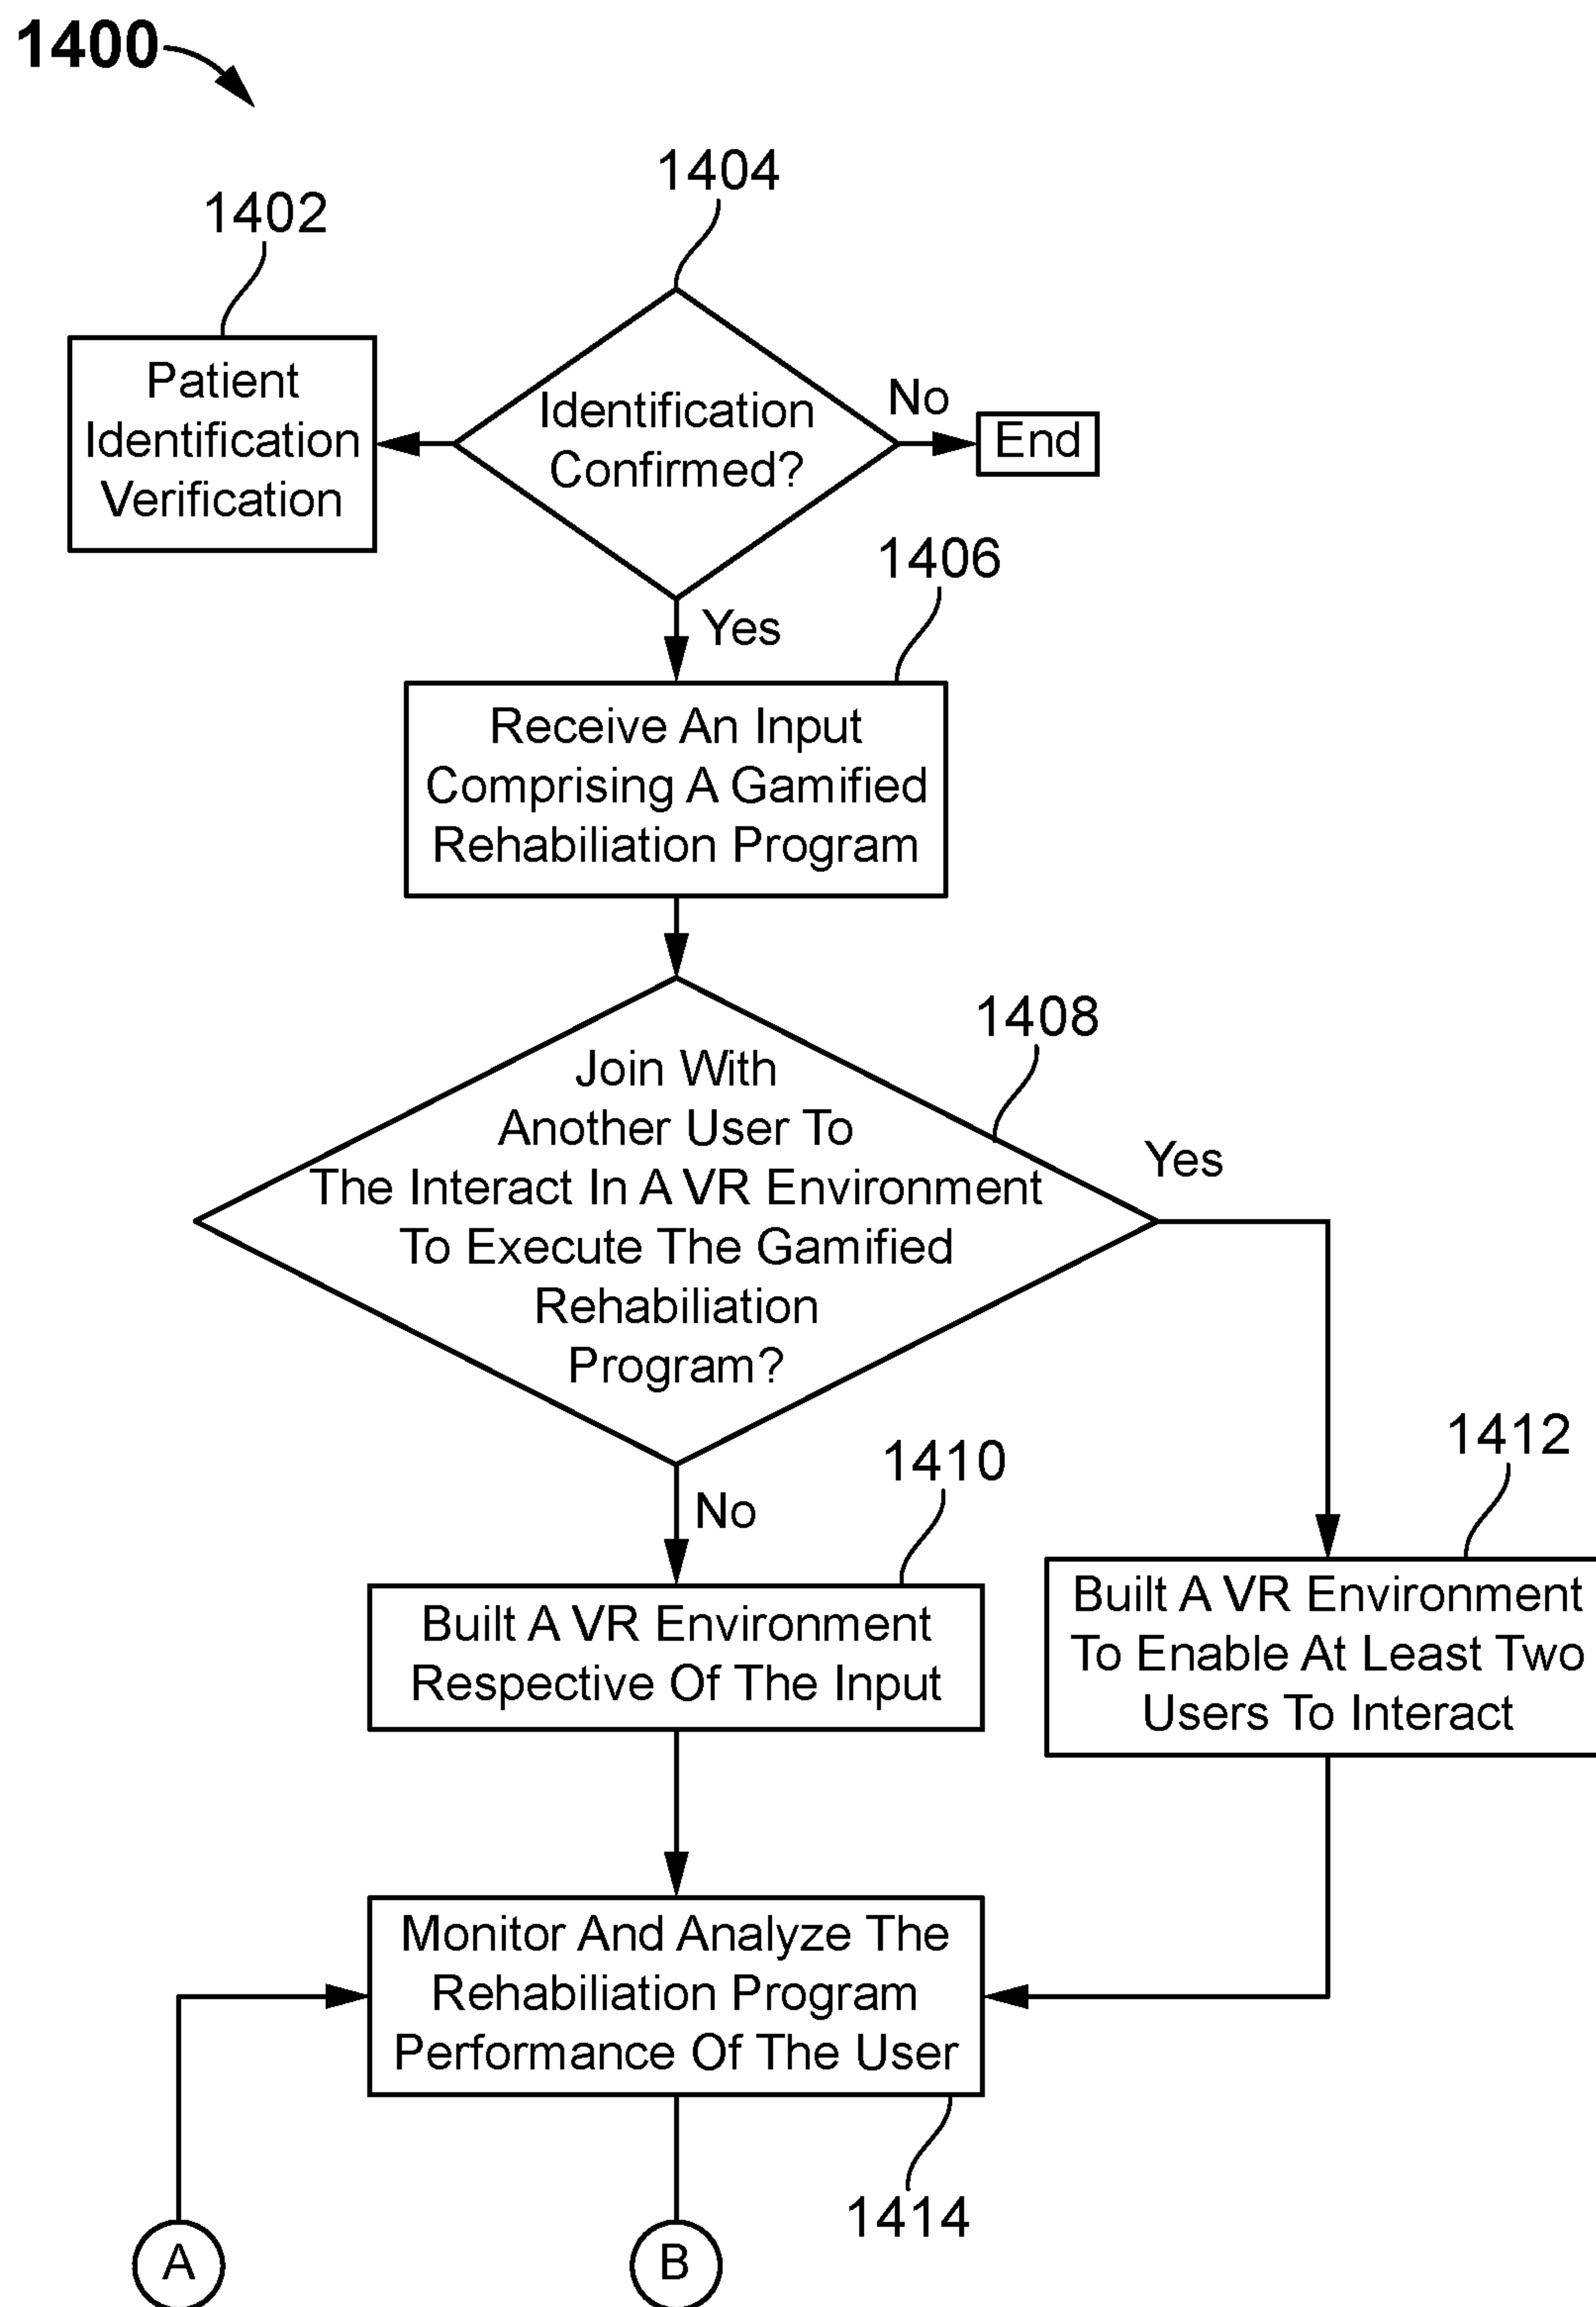 1400
1404
1402
Patient
Identification
Verification
Identification
Confirmed?
No
End
Yes
1406
Receive An Input
Comprising A Gamified
Rehabiliation Program
1408
Join With
Another User To
The Interact In A VR Environment
To Execute The Gamified
Rehabiliation
Program?
Yes
No
1410
1412
Built A VR Environment
Respective Of The Input
Built A VR Environment
To Enable At Least Two
Users To Interact
Monitor And Analyze The
Rehabiliation Program
Performance Of The User
1414
A
B